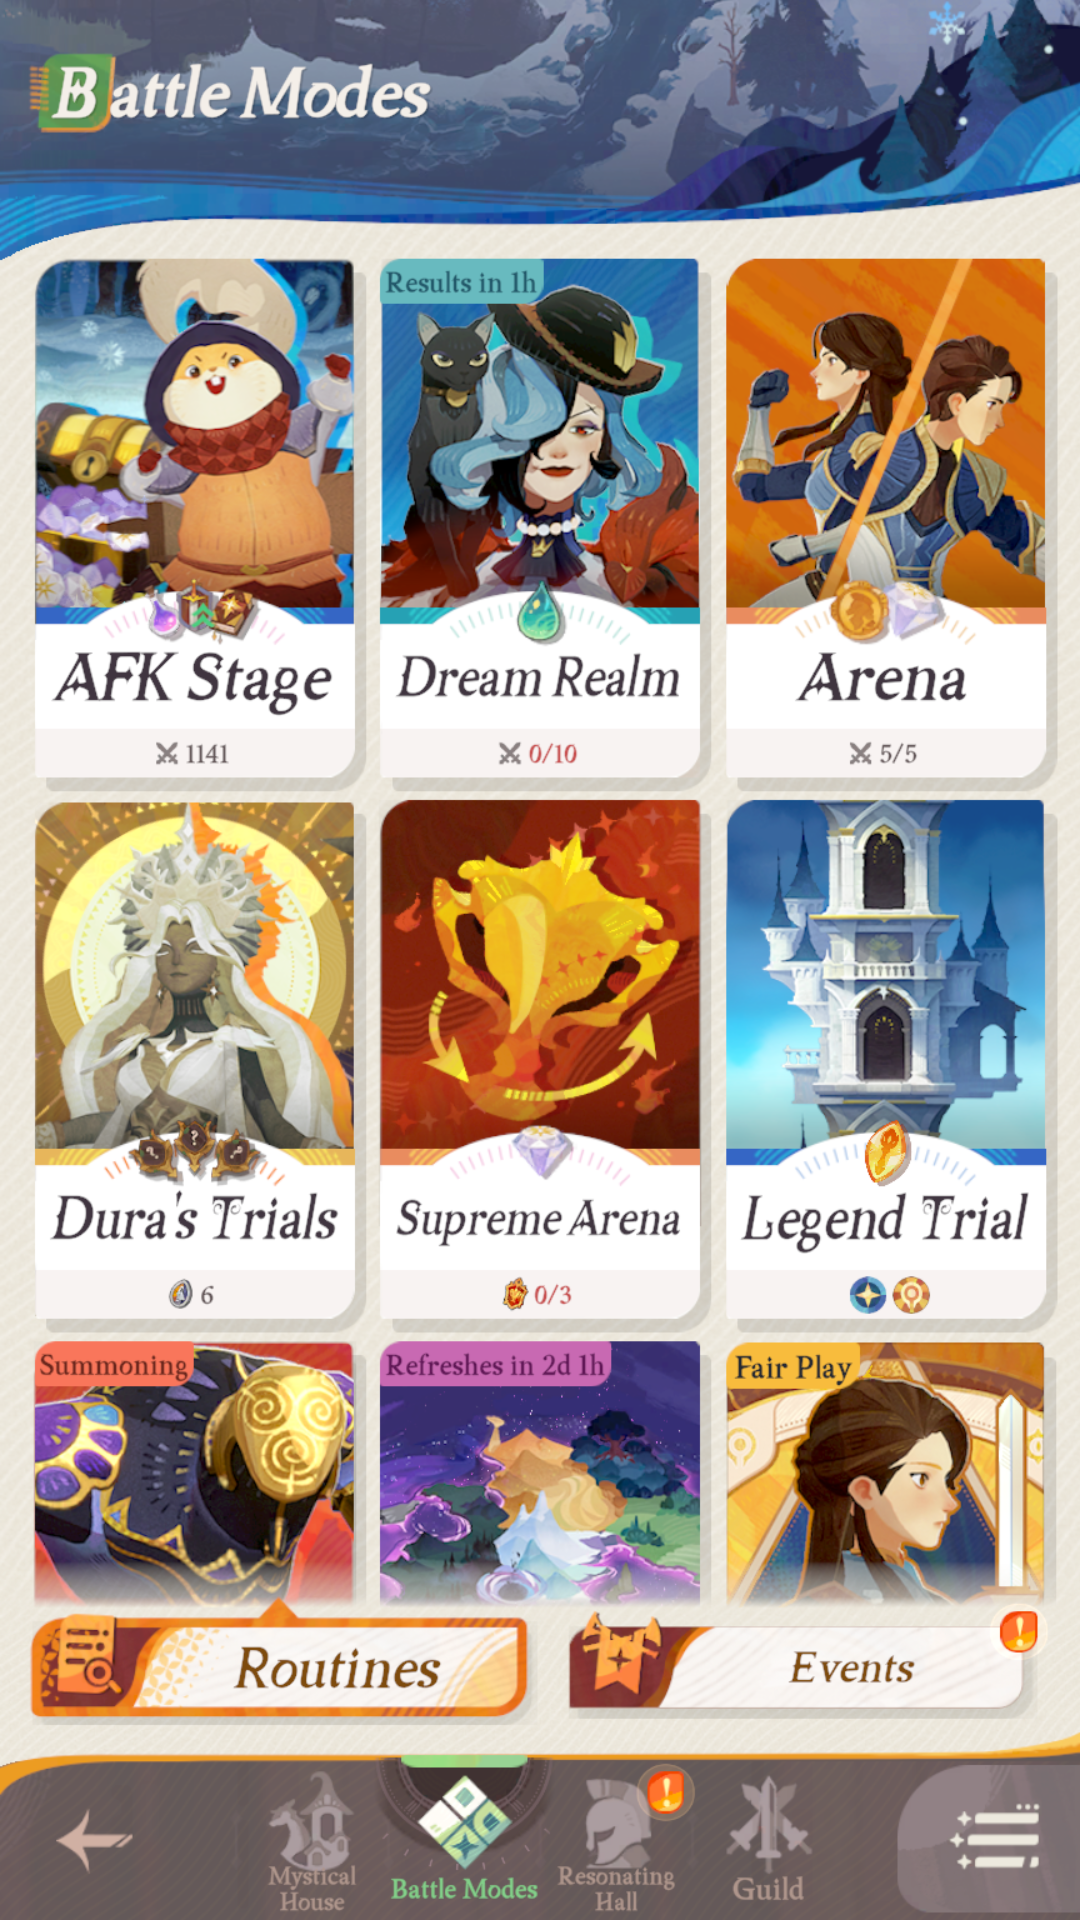 Battle Modes
Results in 1h
AFK Stage
Dream Realm
Arena
1141
0/10
5/5
Dura's Trials
Supreme Arena
Legend Trial
6
0/3
Summoning
Refreshes in 2d 1h
Fair Play
Routines
Events
Mystical
House
Battle Modes
Resonating
Hall
Guild